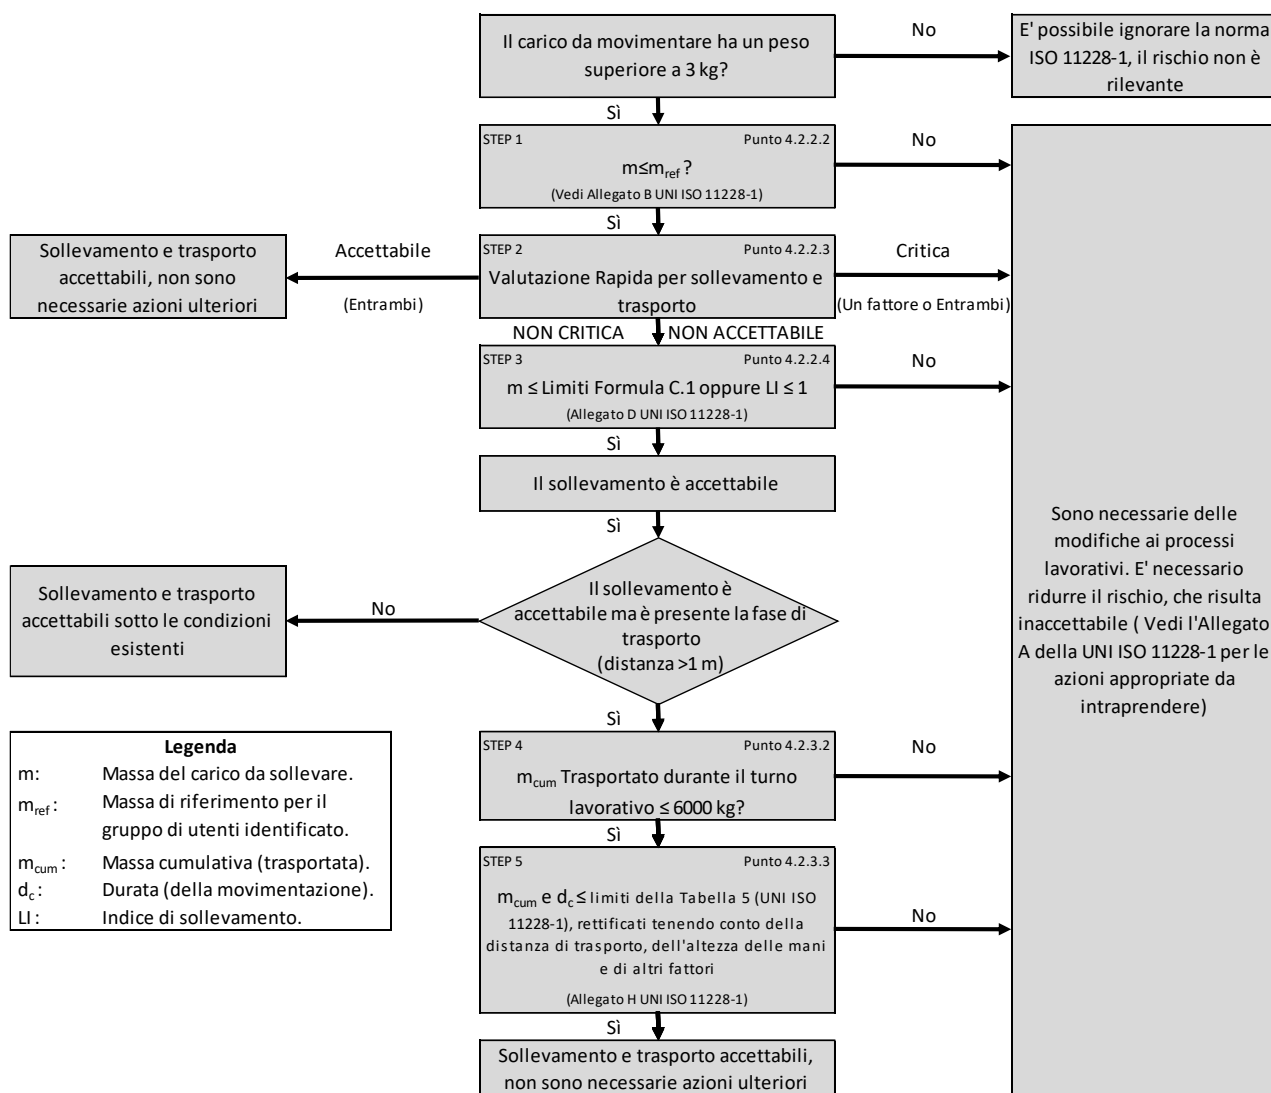 Il carico da movimentare ha un peso
superiore a 3 kg?
No
E' possibile ignorare la norma
ISO 11228-1, il rischio non è
rilevante
Sì
STEP 1 Punto 4.2.2.2
m≤mref ?
(Vedi Allegato B UNI ISO 11228-1)
No
Sì
Sollevamento e trasporto
accettabili, non sono
necessarie azioni ulteriori
Accettabile
(Entrambi)
STEP 2 Punto 4.2.2.3
Valutazione Rapida per sollevamento e
trasporto
Critica
(Un fattore o Entrambi)
NON CRITICA NON ACCETTABILE
STEP 3 Punto 4.2.2.4
m ≤ Limiti Formula C.1 oppure LI ≤ 1
(Allegato D UNI ISO 11228-1)
No
Sì
Il sollevamento è accettabile
Sì
Sono necessarie delle
modifiche ai processi
lavorativi. E' necessario
ridurre il rischio, che risulta
inaccettabile ( Vedi l'Allegato
A della UNI ISO 11228-1 per le
azioni appropriate da
intraprendere)
Il sollevamento è
accettabile ma è presente la fase di
trasporto
(distanza >1 m)
No
Sollevamento e trasporto
accettabili sotto le condizioni
esistenti
Sì
Legenda
m: Massa del carico da sollevare.
mref : Massa di riferimento per il
gruppo di utenti identificato.
mcum : Massa cumulativa (trasportata).
dc : Durata (della movimentazione).
LI : Indice di sollevamento.
STEP 4 Punto 4.2.3.2
mcum Trasportato durante il turno
lavorativo ≤ 6000 kg?
No
Sì
STEP 5 Punto 4.2.3.3
mcum e dc ≤ limiti della Tabella 5 (UNI ISO
11228-1), rettificati tenendo conto della
distanza di trasporto, dell'altezza delle mani
e di altri fattori
(Allegato H UNI ISO 11228-1)
No
Sì
Sollevamento e trasporto accettabili,
non sono necessarie azioni ulteriori